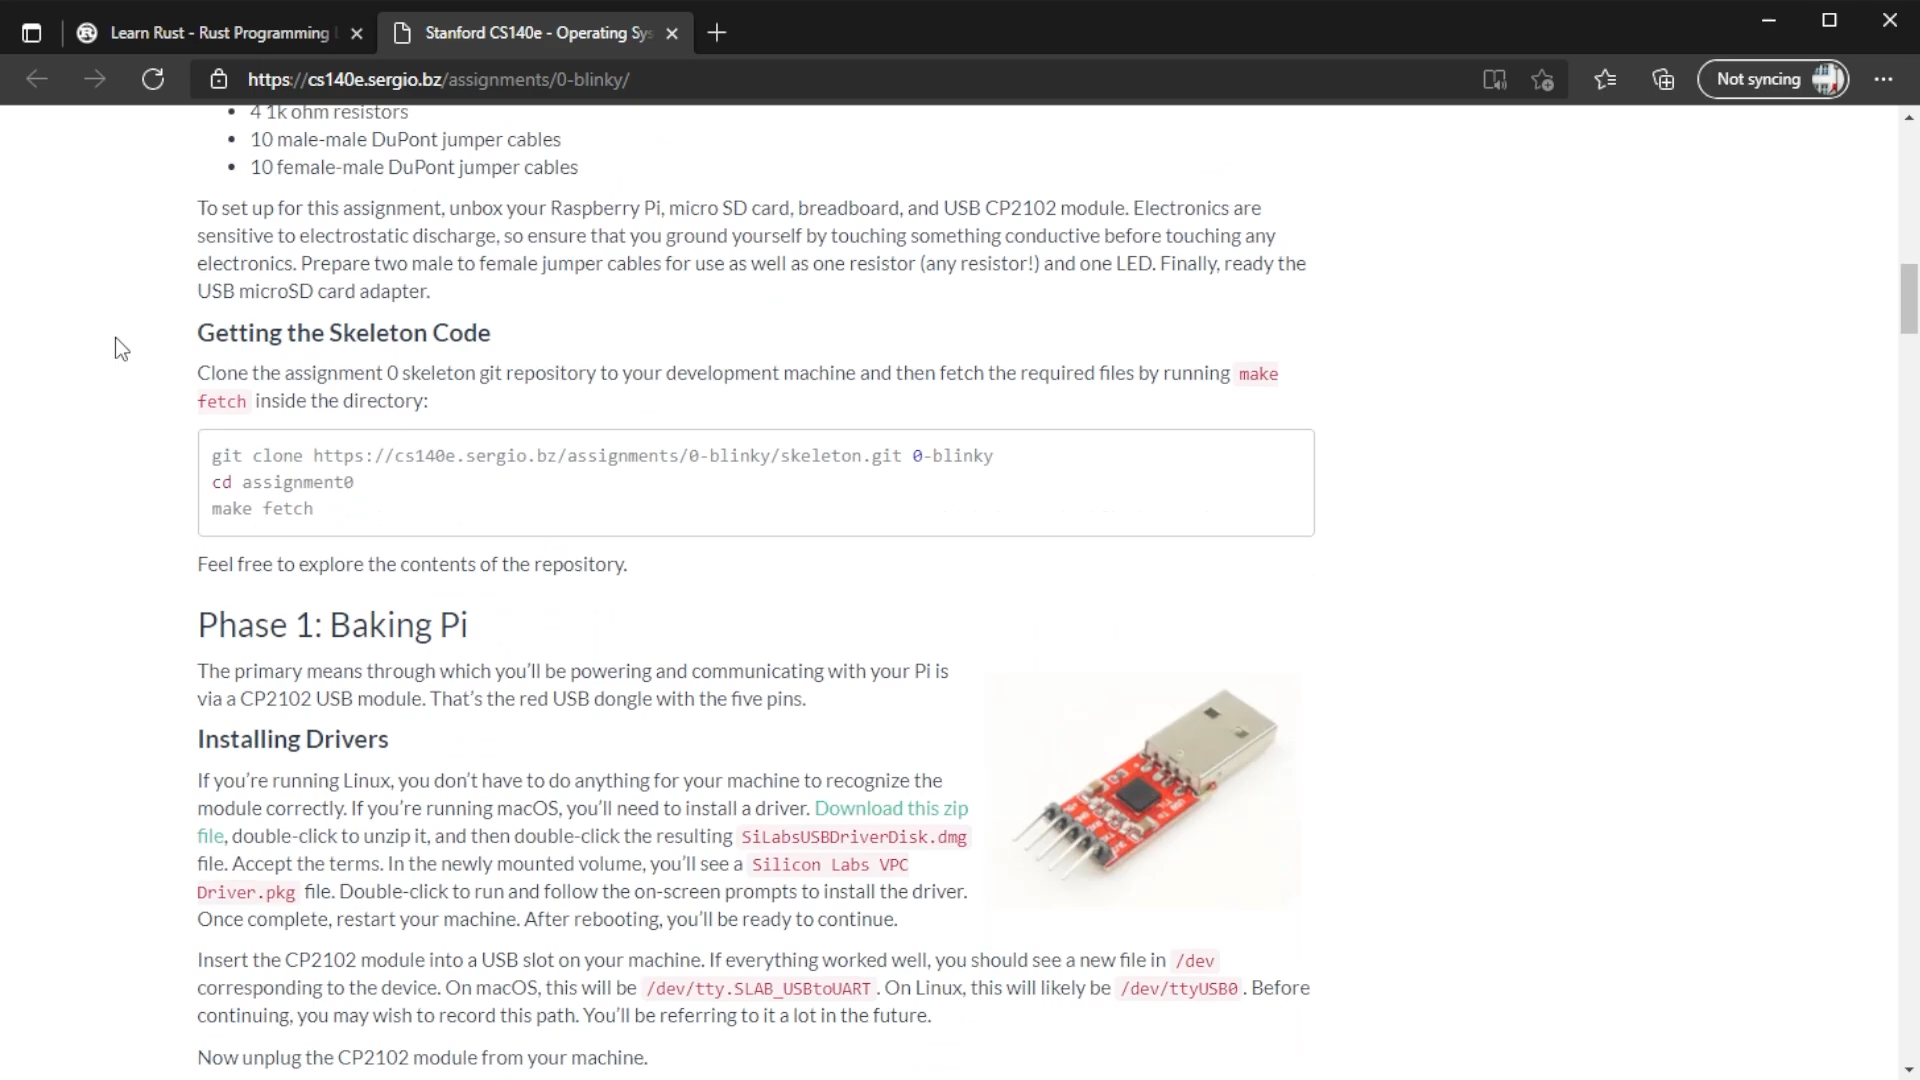 Learn Rust - Rust Programming
Stanford CS140e - Operating Sys
https://cs140e.sergio.bz/assignments/0-blinky/
Not syncing
• 4 1k ohm resistors
• 10 male-male DuPont jumper cables
• 10 female-male DuPont jumper cables
To set up for this assignment, unbox your Raspberry Pi, micro SD card, breadboard, and USB CP2102 module. Electronics are
sensitive to electrostatic discharge, so ensure that you ground yourself by touching something conductive before touching any
electronics. Prepare two male to female jumper cables for use as well as one resistor (any resistor!) and one LED. Finally, ready the
USB microSD card adapter.
Getting the Skeleton Code
Clone the assignment 0 skeleton git repository to your development machine and then fetch the required files by running make
fetch inside the directory:
git clone https://cs140e.sergio.bz/assignments/0-blinky/skeleton.git 0-blinky
cd assignment0
make fetch
Feel free to explore the contents of the repository.
Phase 1: Baking Pi
The primary means through which you'll be powering and communicating with your Pi is
via a CP2102 USB module. That's the red USB dongle with the five pins.
Installing Drivers
If you're running Linux, you don't have to do anything for your machine to recognize the
module correctly. If you're running macOS, you'll need to install a driver. Download this zip
file, double-click to unzip it, and then double-click the resulting SiLabsUSBDriverDisk.dmg
file. Accept the terms. In the newly mounted volume, you'll see a Silicon Labs VPC
Driver.pkg file. Double-click to run and follow the on-screen prompts to install the driver.
Once complete, restart your machine. After rebooting, you'll be ready to continue.
Insert the CP2102 module into a USB slot on your machine. If everything worked well, you should see a new file in /dev
corresponding to the device. On macOS, this will be /dev/tty.SLAB_USBtoUART. On Linux, this will likely be /dev/ttyUSB0. Before
continuing, you may wish to record this path. You'll be referring to it a lot in the future.
Now unplug the CP2102 module from your machine.